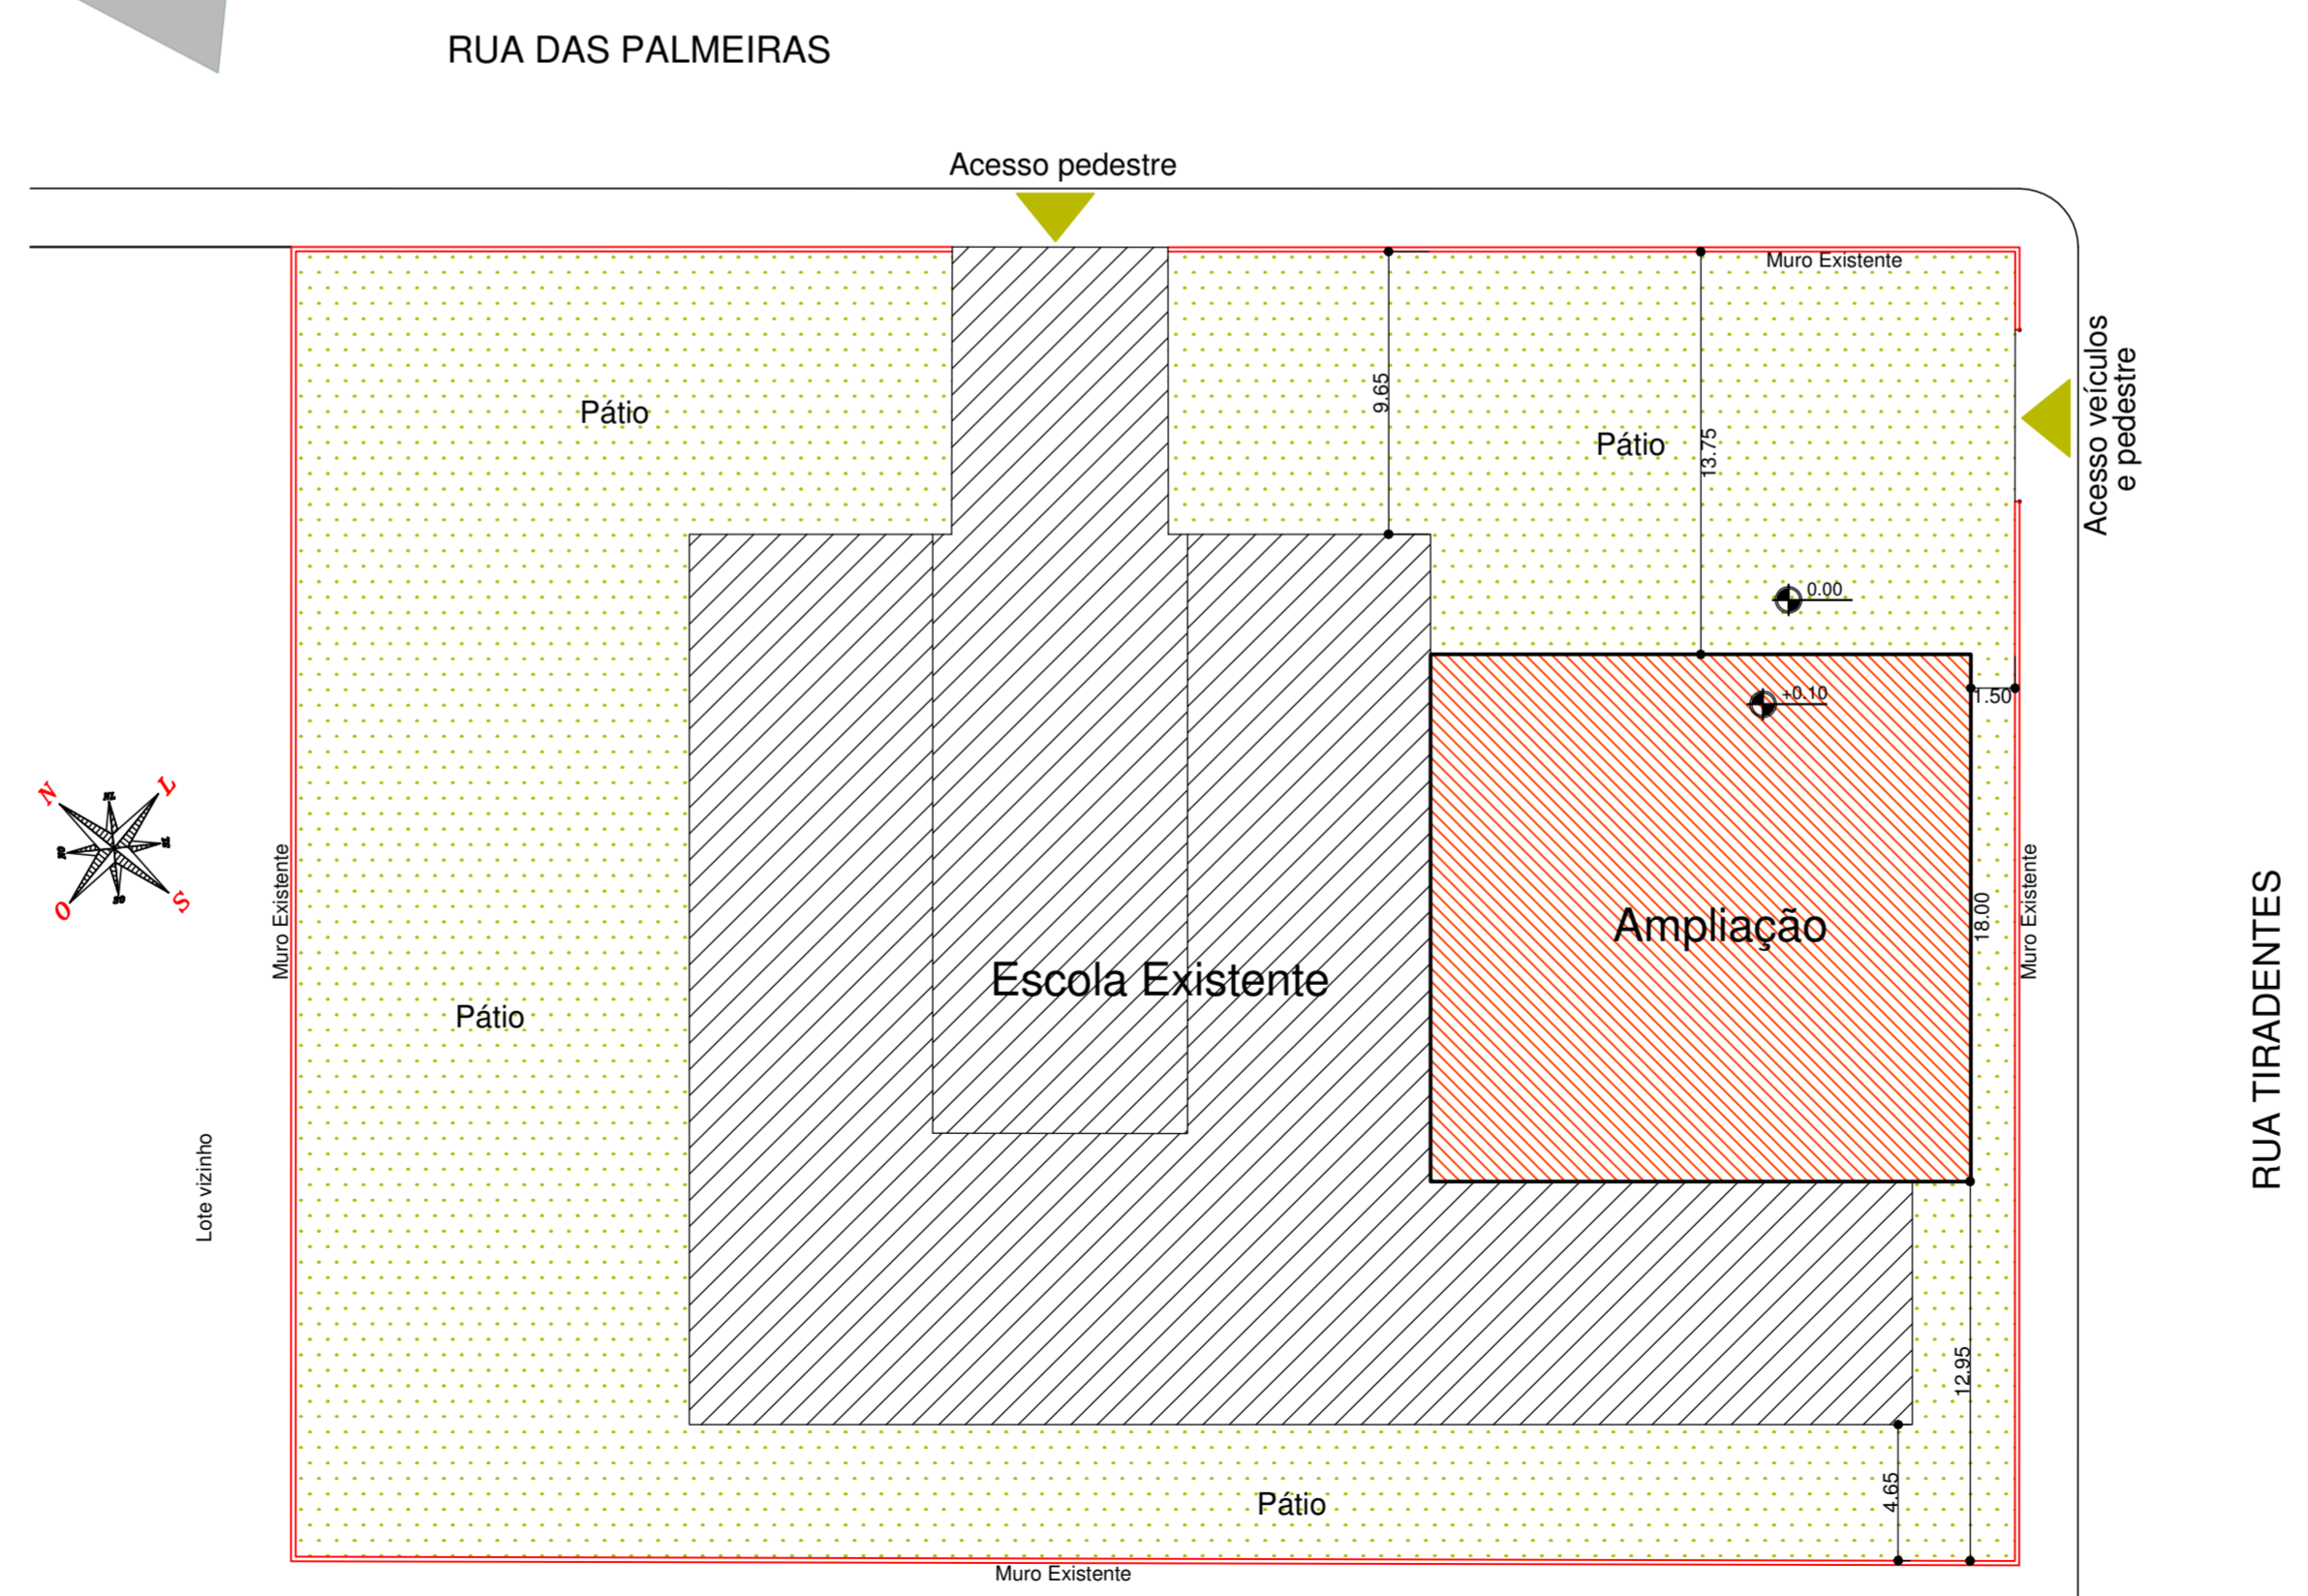 RUA DAS PALMEIRAS
Acesso pedestre
Muro Existente
Acesso veículos
e pedestre
9.65
Pátio
13.75
Pátio
0.00
+0.10
1.50
N
L
O
S
Muro Existente
18.00
Muro Existente
Ampliação
Escola Existente
RUA TIRADENTES
Pátio
Lote vizinho
12.95
4.65
Pátio
Muro Existente